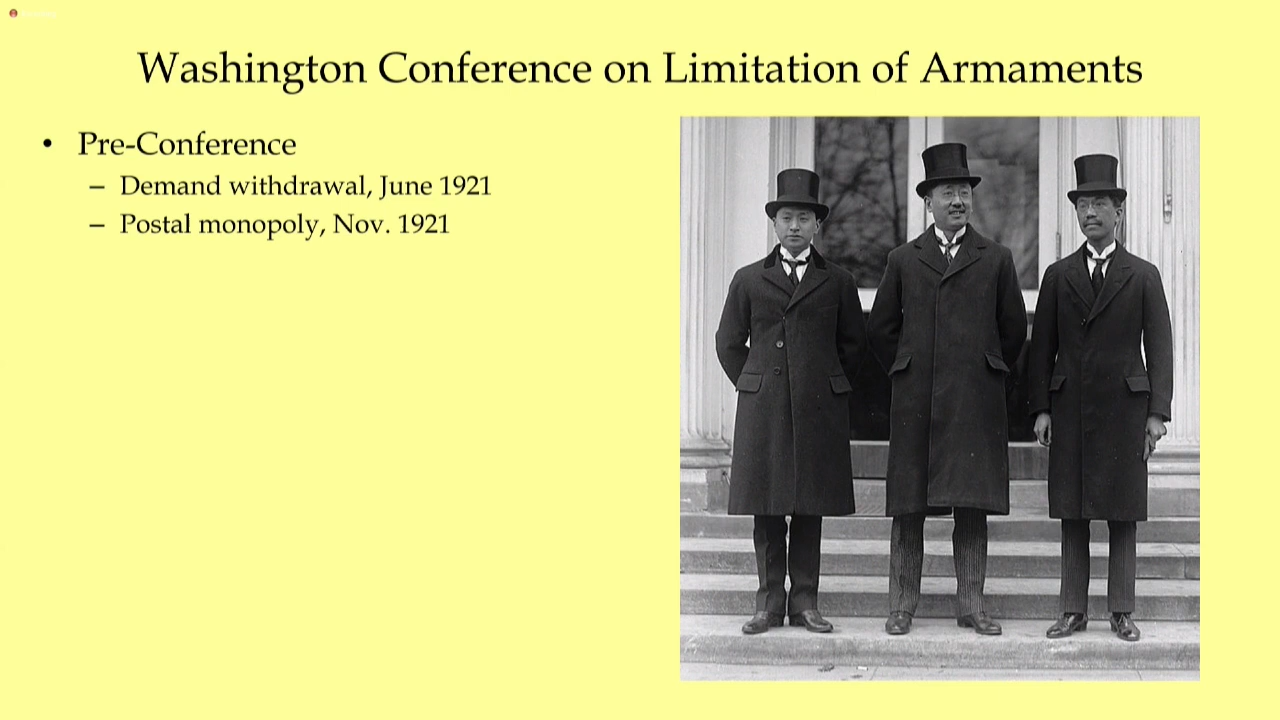 Washington Conference on Limitation of Armaments
• Pre-Conference
– Demand withdrawal, June 1921
– Postal monopoly, Nov. 1921